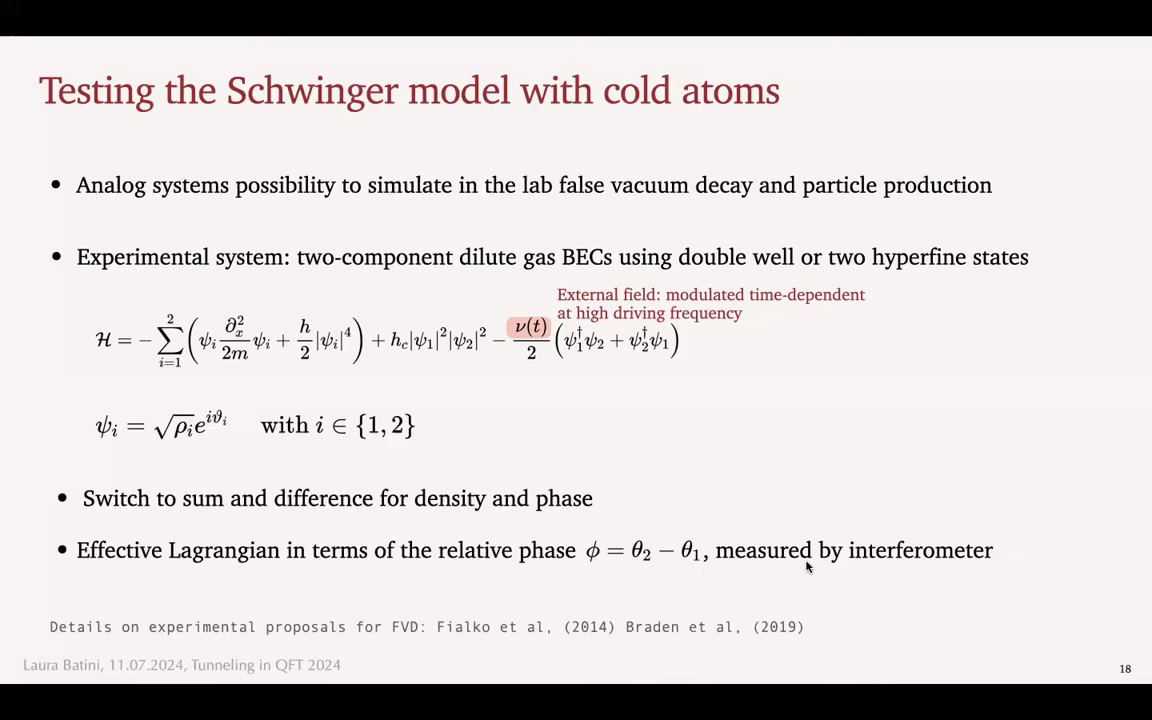 Testing the Schwinger model with cold atoms
• Analog systems possibility to simulate in the lab false vacuum decay and particle production
• Experimental system: two-component dilute gas BECs using double well or two hyperfine states
External field: modulated time-dependent
at high driving frequency
ℋ = − ∑_{i=1}^{2} (ψ_i ∂_x^2/2m ψ_i + h/2 |ψ_i|^4) + h_c|ψ_1|^2|ψ_2|^2 − ν(t)/2 (ψ_1^†ψ_2 + ψ_2^†ψ_1)
ψ_i = √ρ_i e^{iϑ_i} with i ∈ {1, 2}
• Switch to sum and difference for density and phase
• Effective Lagrangian in terms of the relative phase ϕ = θ_2 − θ_1, measured by interferometer
Details on experimental proposals for FVD: Fialko et al, (2014) Braden et al, (2019)
Laura Batini, 11.07.2024, Tunneling in QFT 2024
18